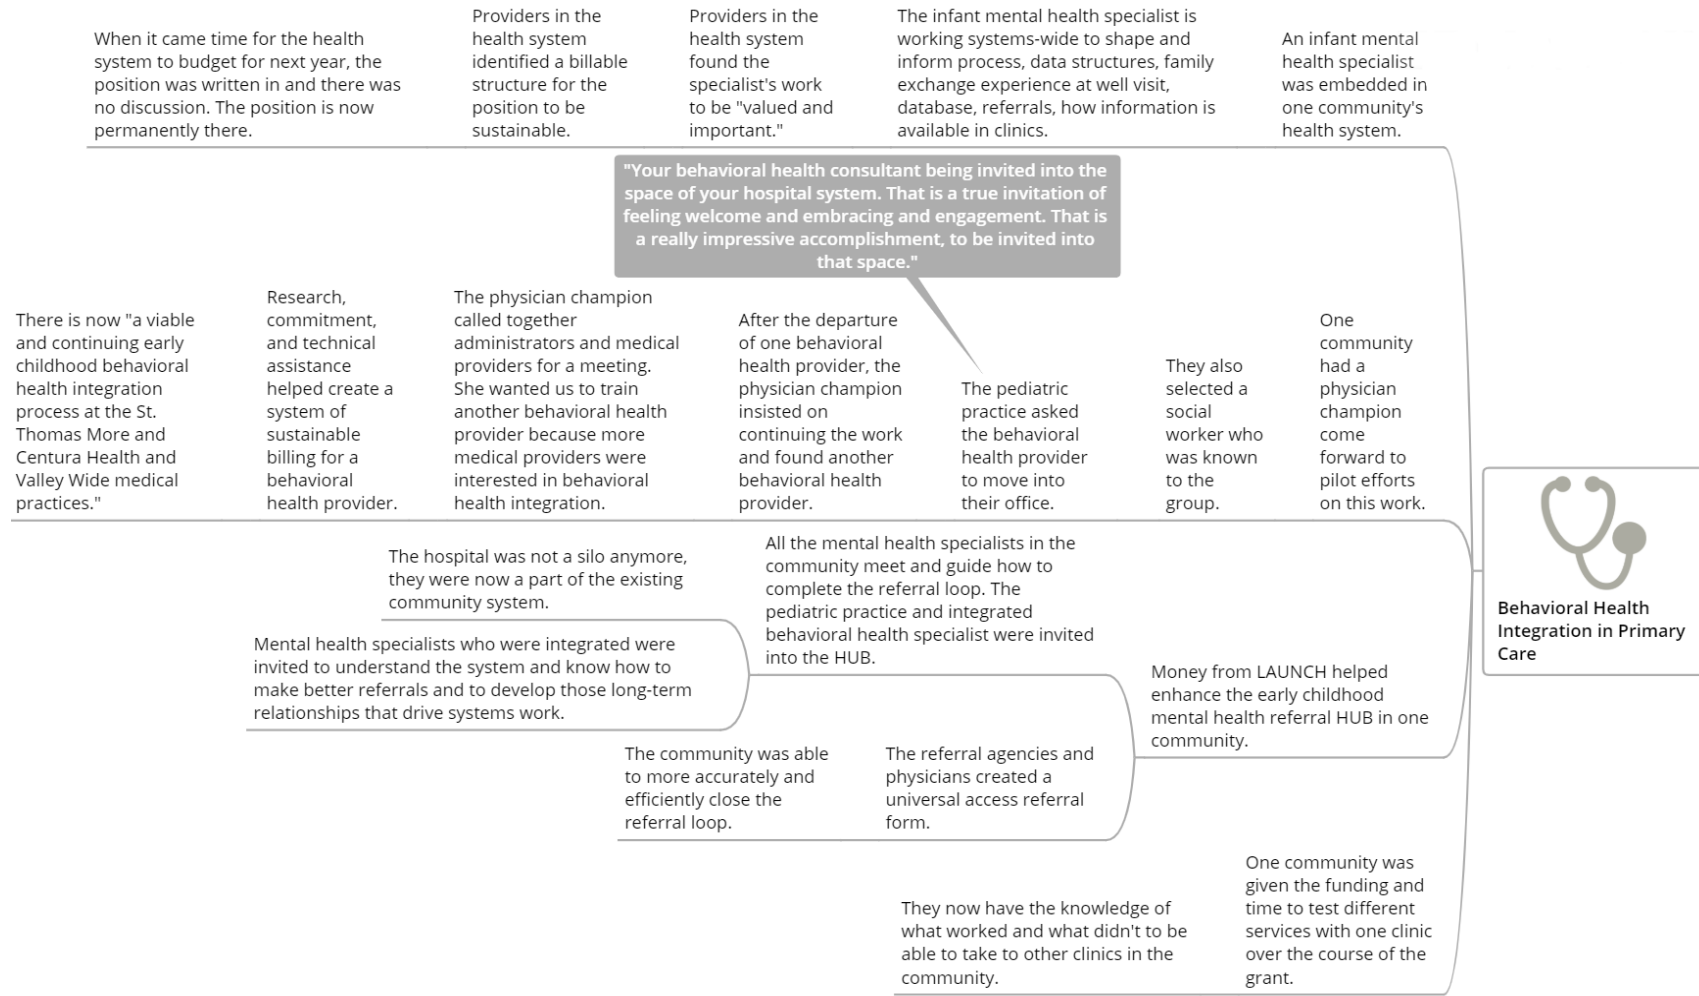 When it came time for the health
system to budget for next year, the
position was written in and there was
no discussion. The position is now
permanently there.
Providers in the
health system
identified a billable
structure for the
position to be
sustainable.
Providers in the
health system
found the
specialist's work
to be "valued and
important."
The infant mental health specialist is
working systems-wide to shape and
inform process, data structures, family
exchange experience at well visit,
database, referrals, how information is
available in clinics.
An infant mental
health specialist
was embedded in
one community's
health system.
"Your behavioral health consultant being invited into the
space of your hospital system. That is a true invitation of
feeling welcome and embracing and engagement. That is
a really impressive accomplishment, to be invited into
that space."
There is now "a viable
and continuing early
childhood behavioral
health integration
process at the St.
Thomas More and
Centura Health and
Valley Wide medical
practices."
Research,
commitment,
and technical
assistance
helped create a
system of
sustainable
billing for a
behavioral
health provider.
The physician champion
called together
administrators and medical
providers for a meeting.
She wanted us to train
another behavioral health
provider because more
medical providers were
interested in behavioral
health integration.
After the departure
of one behavioral
health provider, the
physician champion
insisted on
continuing the work
and found another
behavioral health
provider.
The pediatric
practice asked
the behavioral
health provider
to move into
their office.
They also
selected a
social
worker who
was known
to the
group.
One
community
had a
physician
champion
come
forward to
pilot efforts
on this work.
The hospital was not a silo anymore,
they were now a part of the existing
community system.
Mental health specialists who were integrated were
invited to understand the system and know how to
make better referrals and to develop those long-term
relationships that drive systems work.
All the mental health specialists in the
community meet and guide how to
complete the referral loop. The
pediatric practice and integrated
behavioral health specialist were invited
into the HUB.
The community was able
to more accurately and
efficiently close the
referral loop.
The referral agencies and
physicians created a
universal access referral
form.
Money from LAUNCH helped
enhance the early childhood
mental health referral HUB in one
community.
They now have the knowledge of
what worked and what didn't to be
able to take to other clinics in the
community.
One community was
given the funding and
time to test different
services with one clinic
over the course of the
grant.
Behavioral Health
Integration in Primary
Care